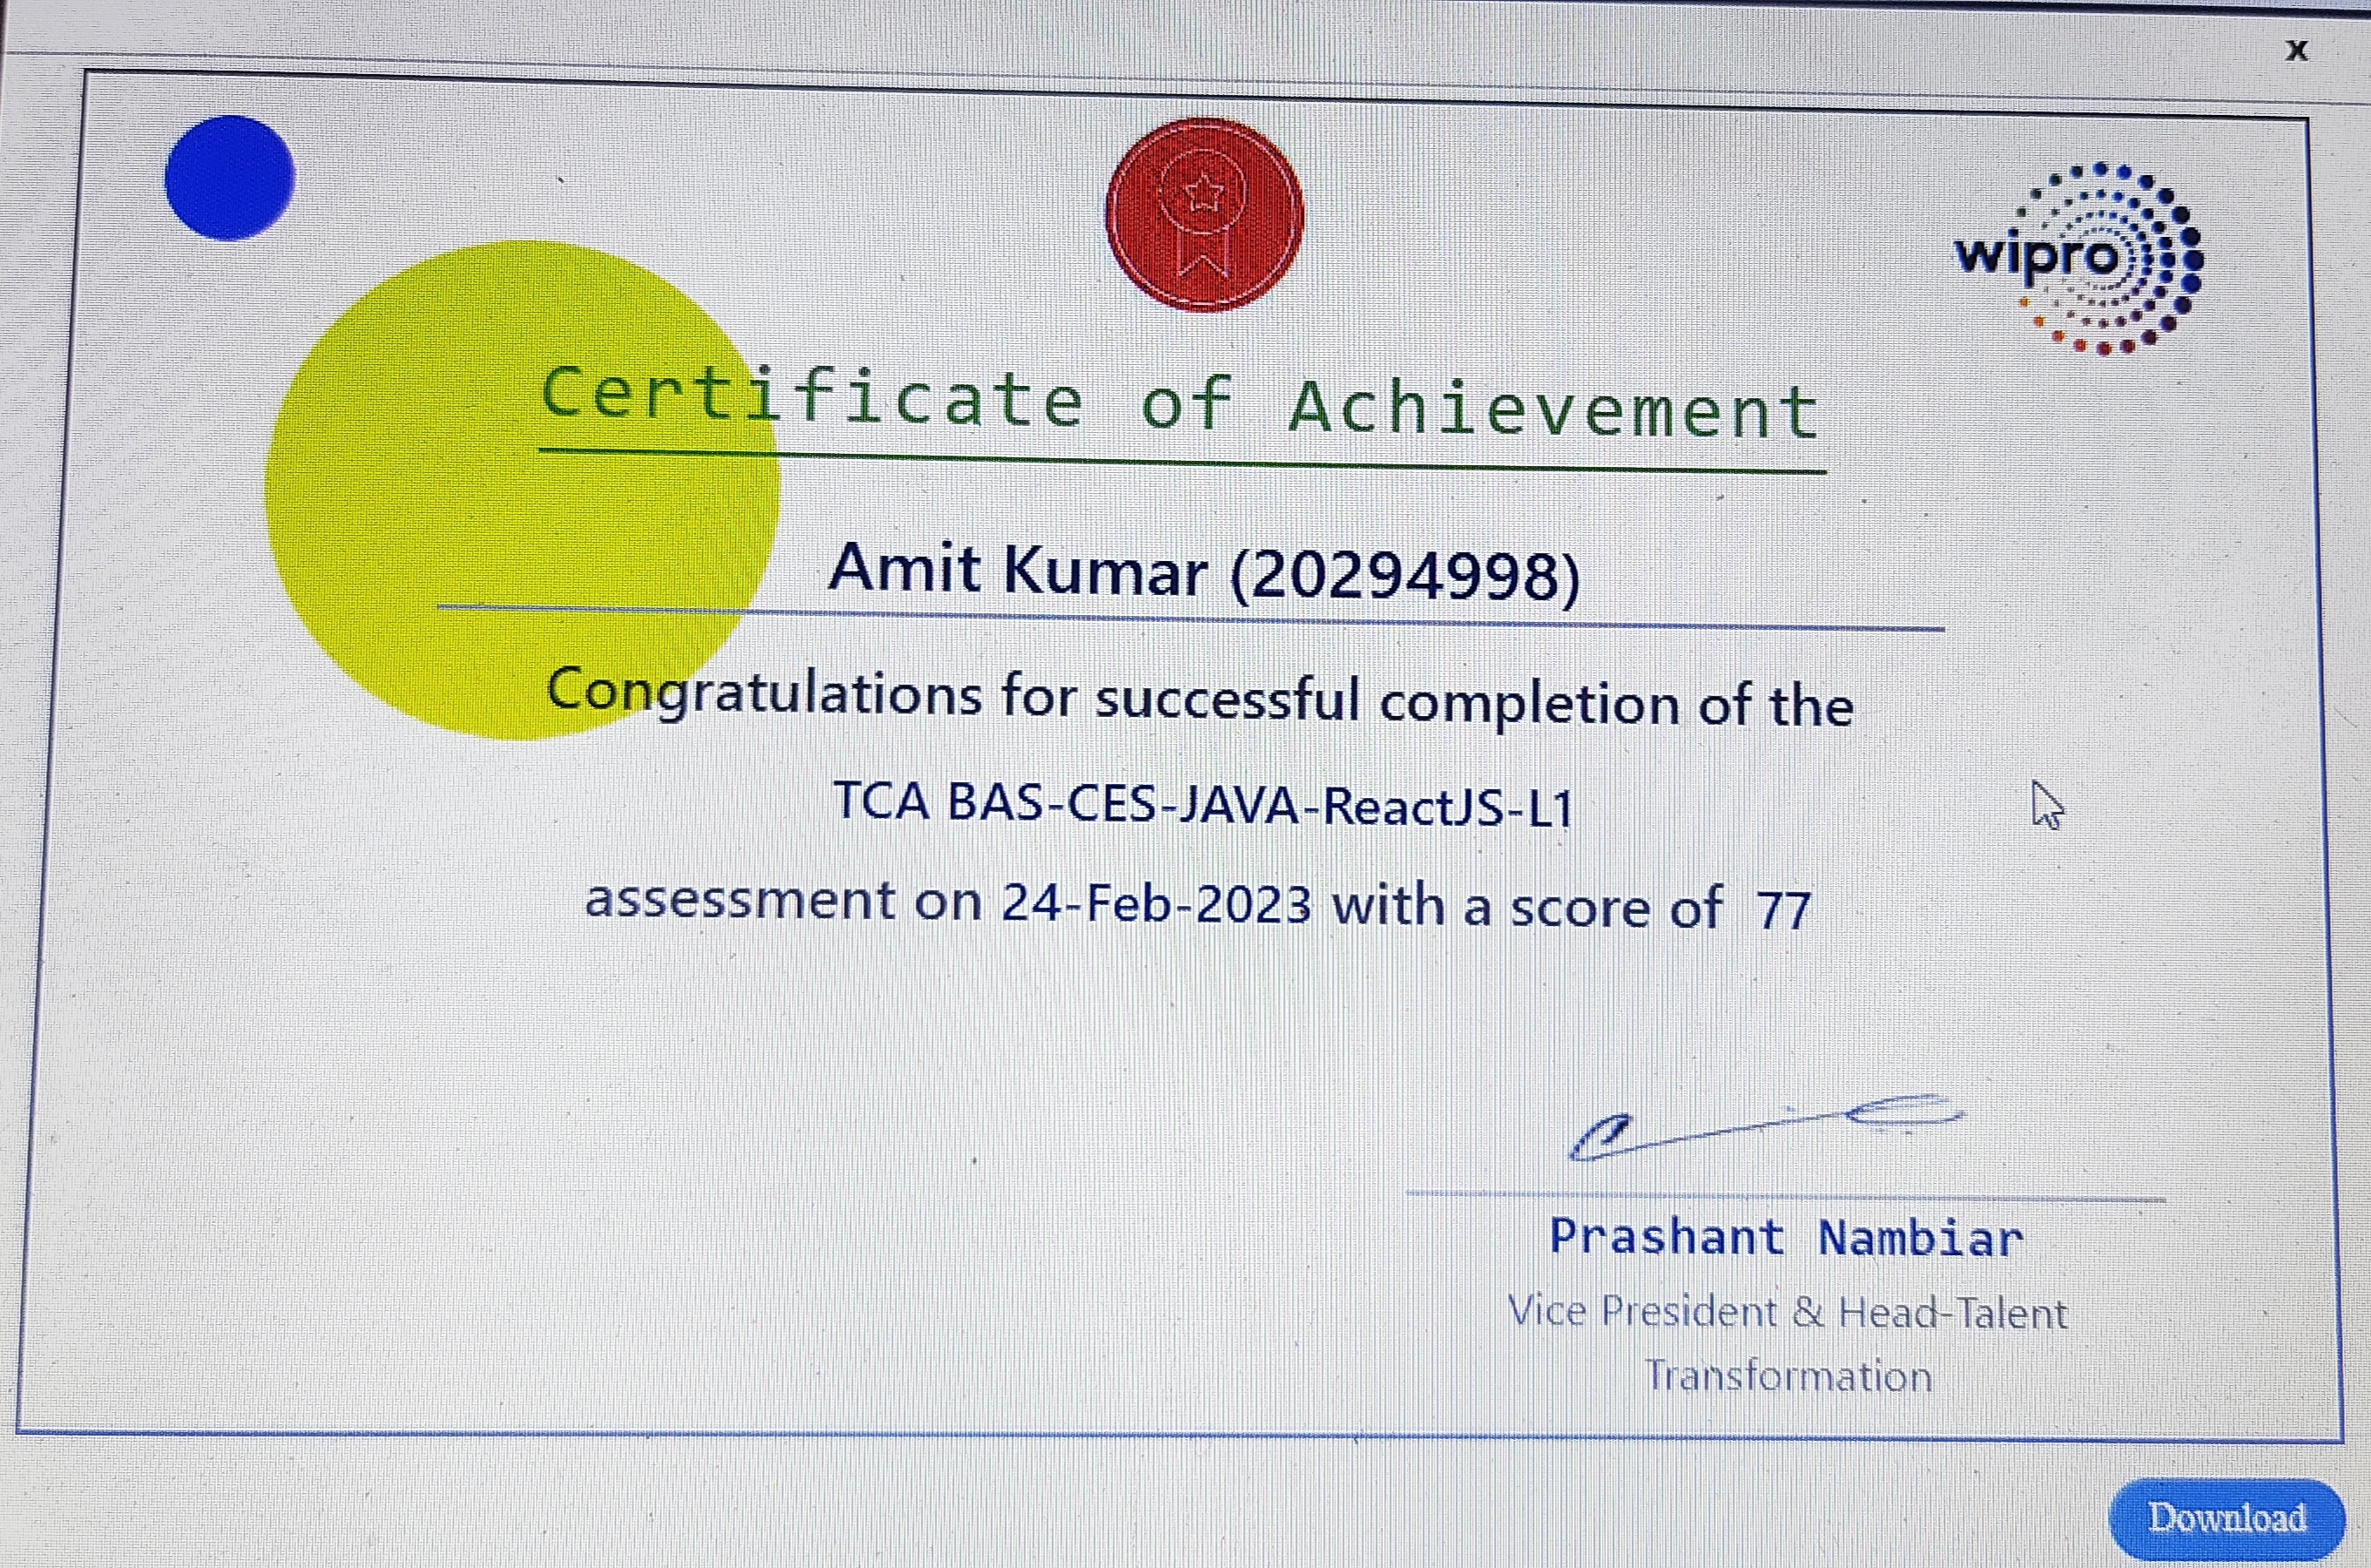 x
wipro
Certificate of Achievement
Amit Kumar (20294998)
Congratulations for successful completion of the
TCA BAS-CES-JAVA-ReactJS-L1
assessment on 24-Feb-2023 with a score of 77
Prashant Nambiar
Vice President & Head-Talent
Transformation
Download